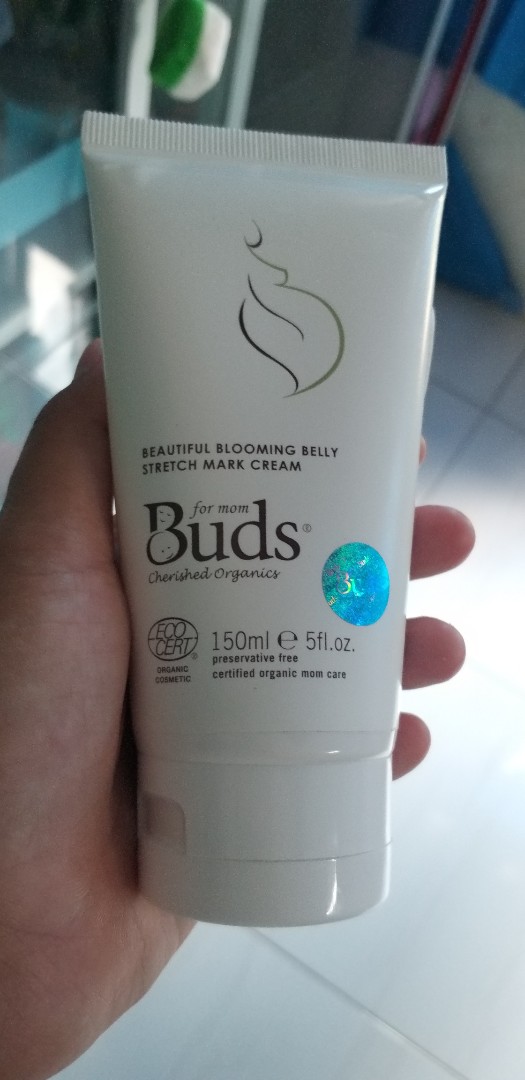 BEAUTIFUL BLOOMING BELLY
STRETCH MARK CREAM
for mom
Buds®
Cherished Organics
ECO
CERT®
ORGANIC
COSMETIC
150ml e 5fl.oz.
preservative free
certified organic mom care